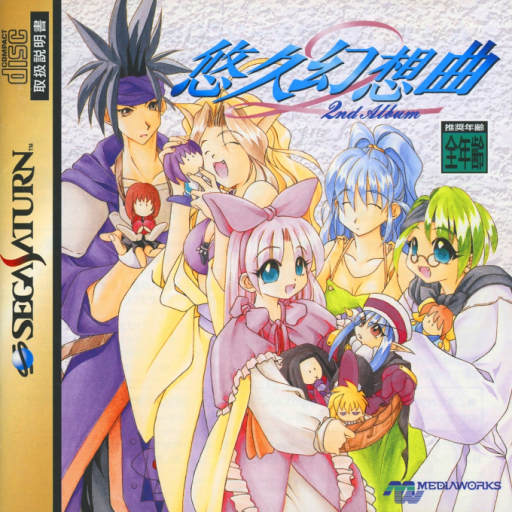 COMPACT
disc
取扱説明書
悠久幻想曲
2
2nd Album
推奨年齢
全年齢
SEGA SATURN™
MEDIAWORKS